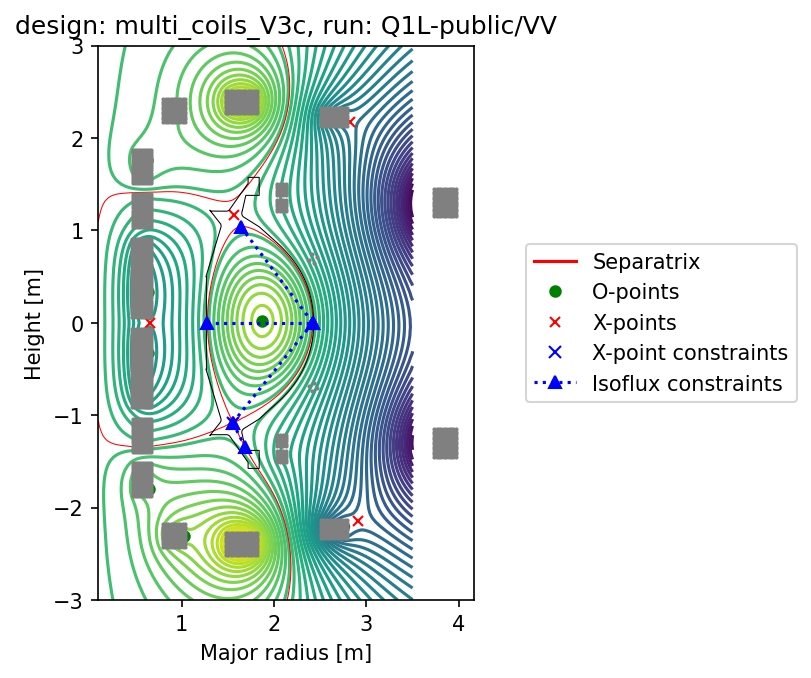 design: multi_coils_V3c, run: Q1L-public/VV
3
2
1
0
−1
−2
−3
Height [m]
1
2
3
4
Major radius [m]
Separatrix
O-points
X-points
X-point constraints
Isoflux constraints